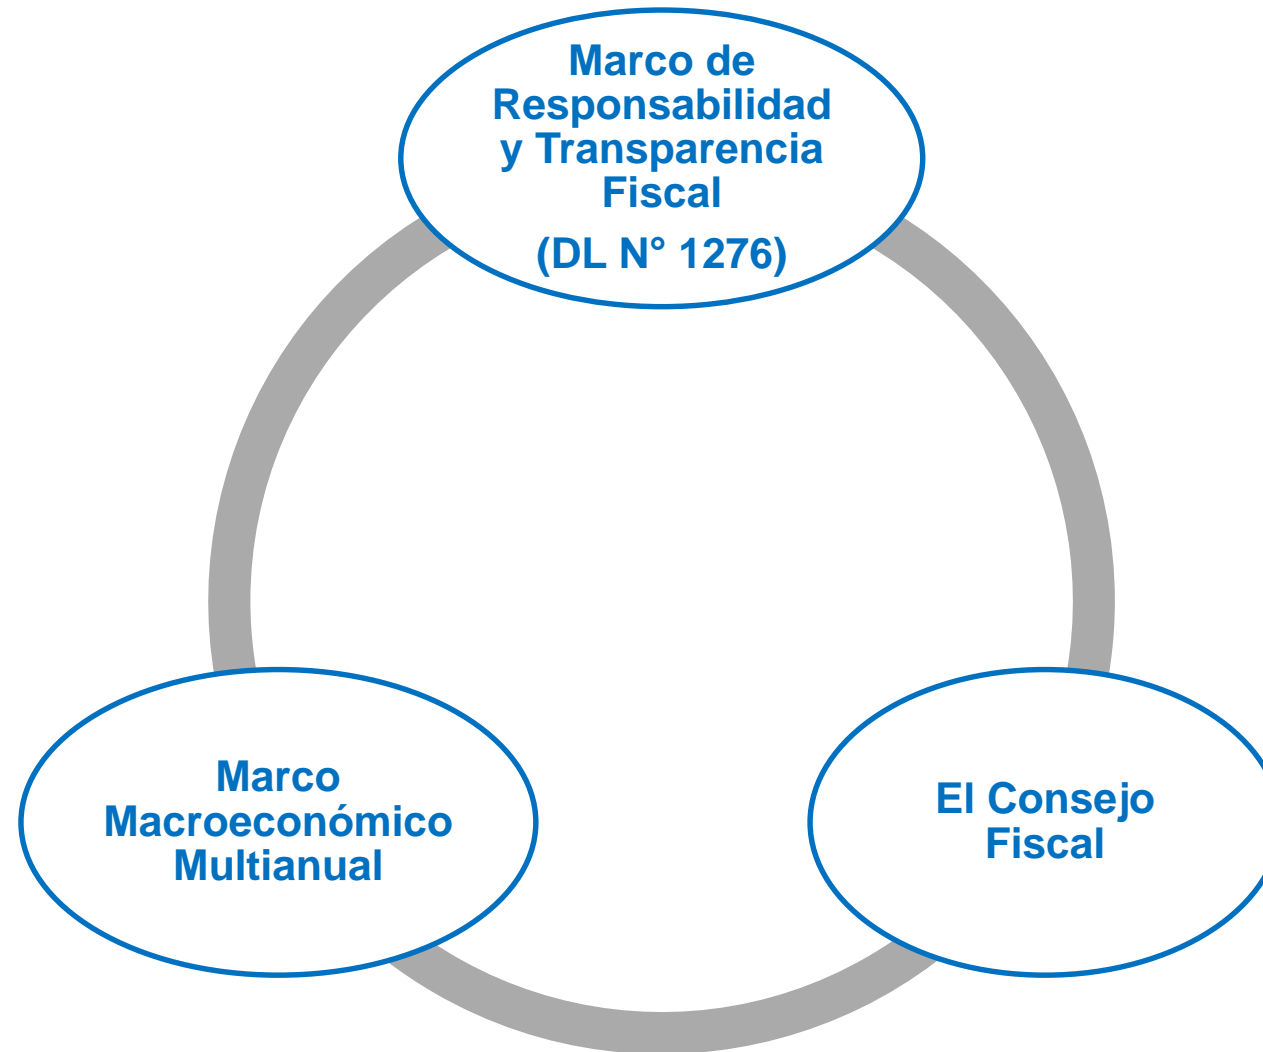 Marco de
Responsabilidad
y Transparencia
Fiscal
(DL N° 1276)
Marco
Macroeconómico
Multianual
El Consejo
Fiscal